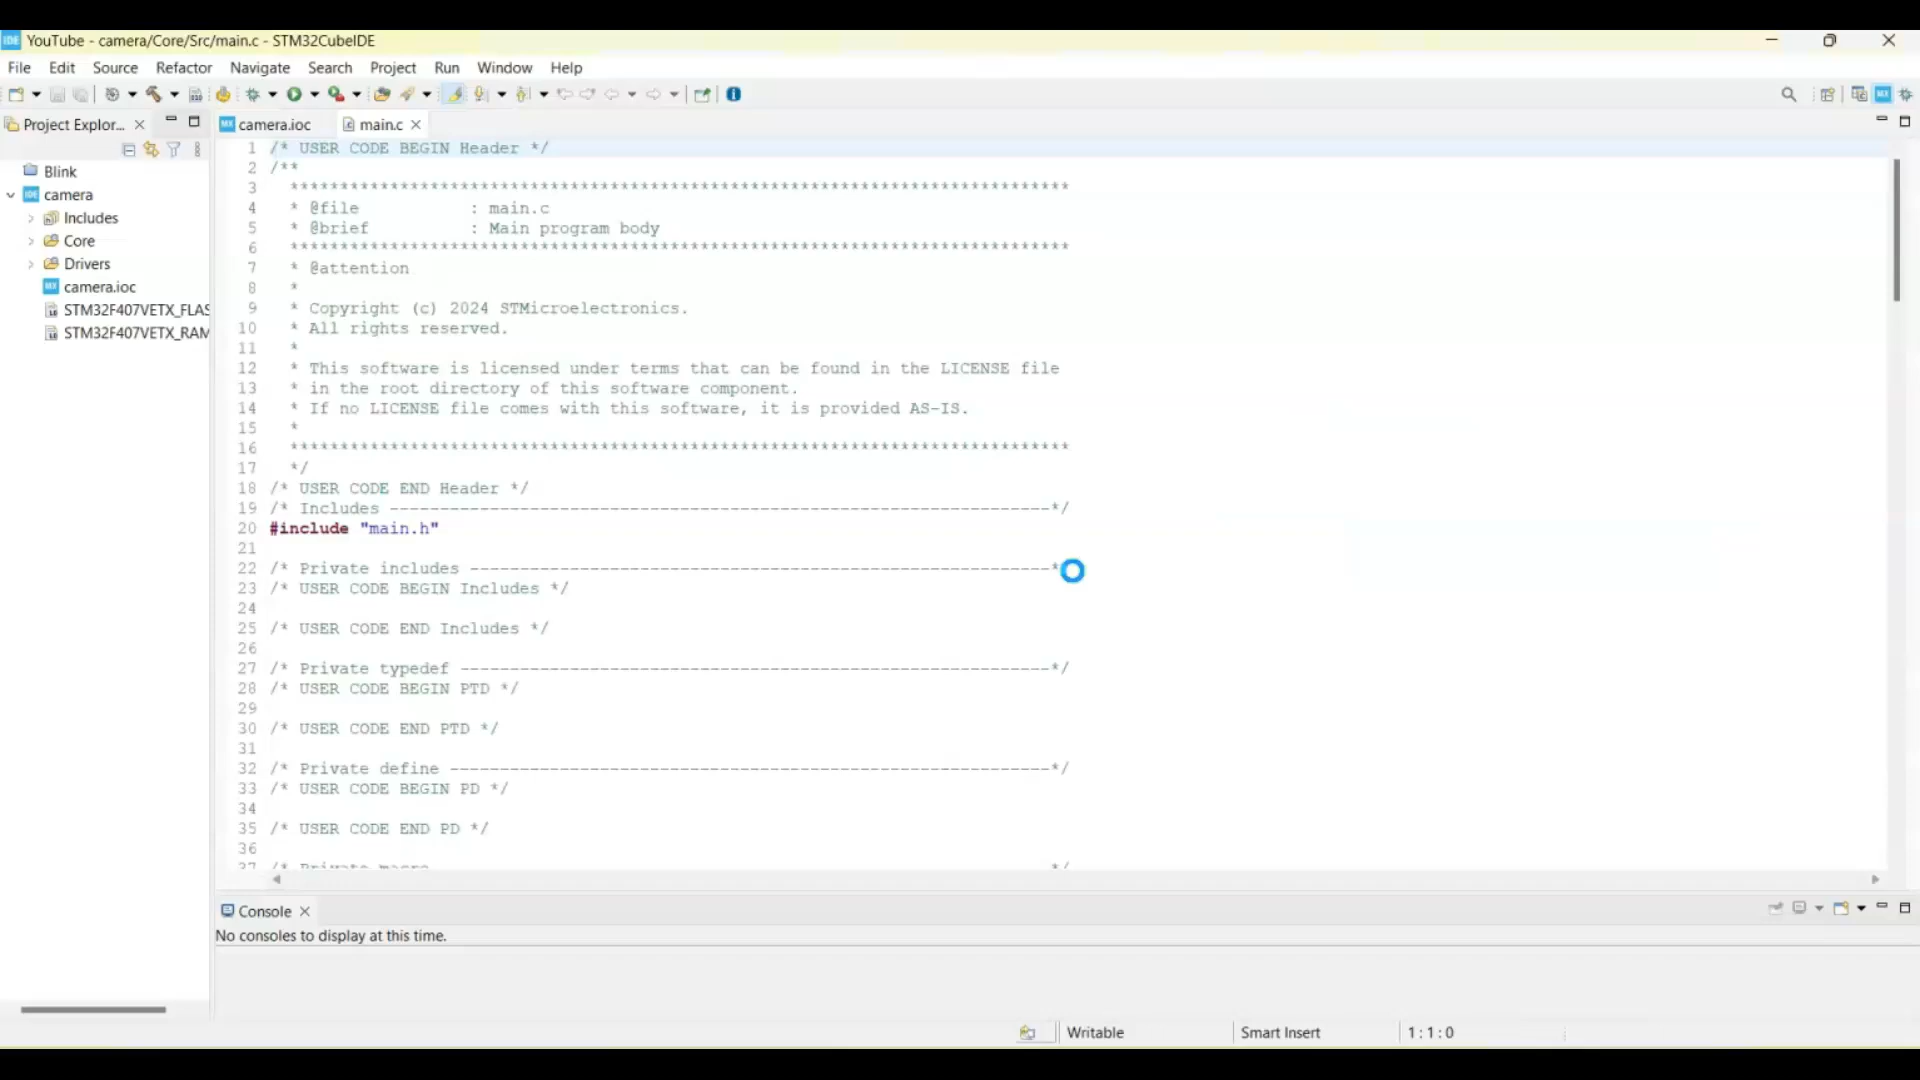 IDE YouTube - camera/Core/Src/main.c - STM32CubeIDE
File Edit Source Refactor Navigate Search Project Run Window Help
Project Explor...
camera.ioc
main.c
Blink
camera
Includes
Core
Drivers
camera.ioc
STM32F407VETX_FLAS
STM32F407VETX_RAM
1 /* USER CODE BEGIN Header */
2 /**
3 ******************************************************************************
4 * @file : main.c
5 * @brief : Main program body
6 ******************************************************************************
7 * @attention
8 *
9 * Copyright (c) 2024 STMicroelectronics.
10 * All rights reserved.
11 *
12 * This software is licensed under terms that can be found in the LICENSE file
13 * in the root directory of this software component.
14 * If no LICENSE file comes with this software, it is provided AS-IS.
15 *
16 ******************************************************************************
17 */
18 /* USER CODE END Header */
19 /* Includes ------------------------------------------------------------------*/
20 #include "main.h"
21
22 /* Private includes ----------------------------------------------------------*
23 /* USER CODE BEGIN Includes */
24
25 /* USER CODE END Includes */
26
27 /* Private typedef -----------------------------------------------------------*/
28 /* USER CODE BEGIN PTD */
29
30 /* USER CODE END PTD */
31
32 /* Private define ------------------------------------------------------------*/
33 /* USER CODE BEGIN PD */
34
35 /* USER CODE END PD */
36
Console
No consoles to display at this time.
Writable Smart Insert 1 : 1 : 0